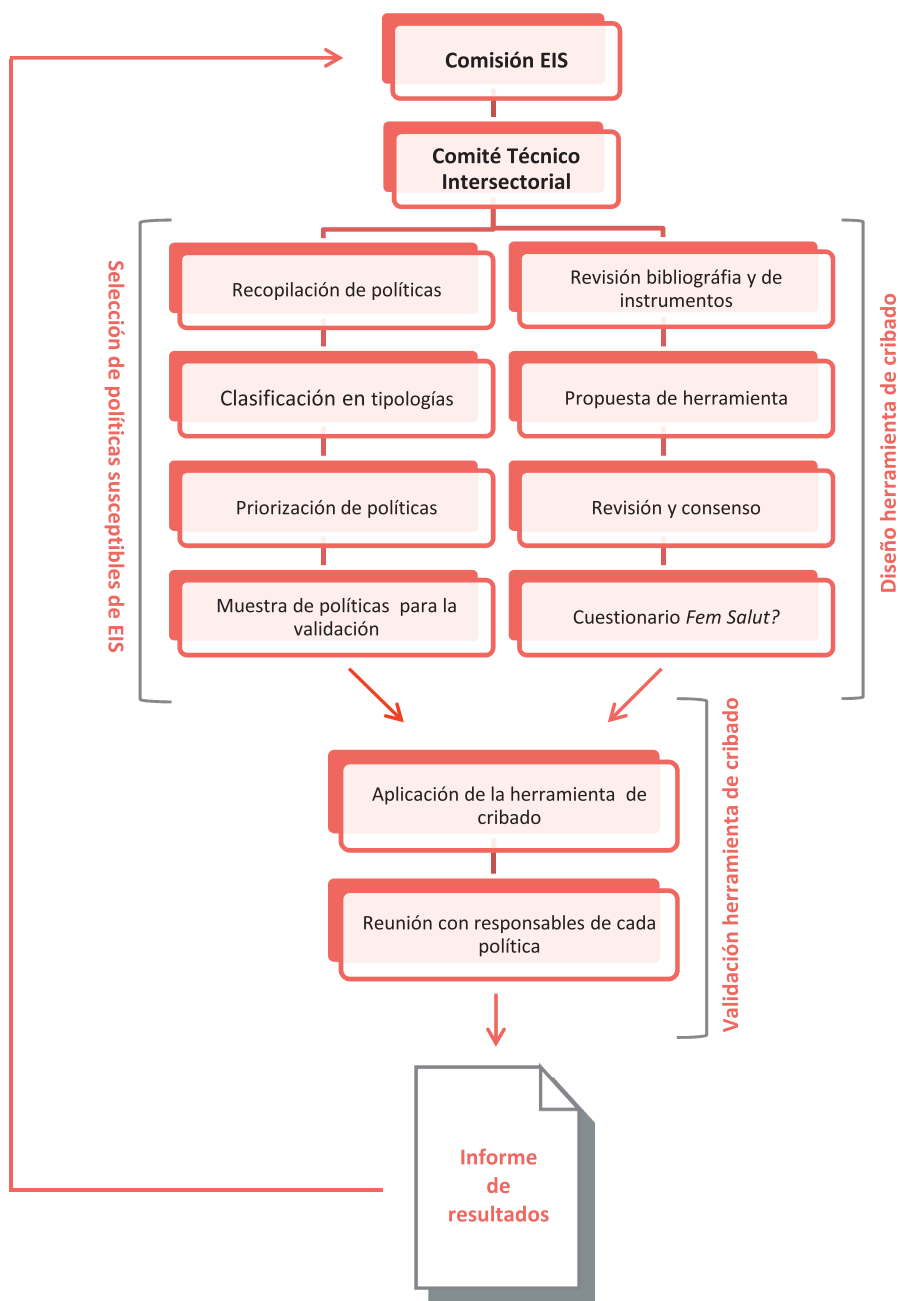 Comisión EIS
Comité Técnico
Intersectorial
Selección de políticas susceptibles de EIS
Recopilación de políticas
Clasificación en tipologías
Priorización de políticas
Muestra de políticas para la
validación
Revisión bibliográfia y de
instrumentos
Propuesta de herramienta
Revisión y consenso
Cuestionario Fem Salut?
Diseño herramienta de cribado
Aplicación de la herramienta de
cribado
Reunión con responsables de cada
política
Validación herramienta de cribado
Informe
de
resultados